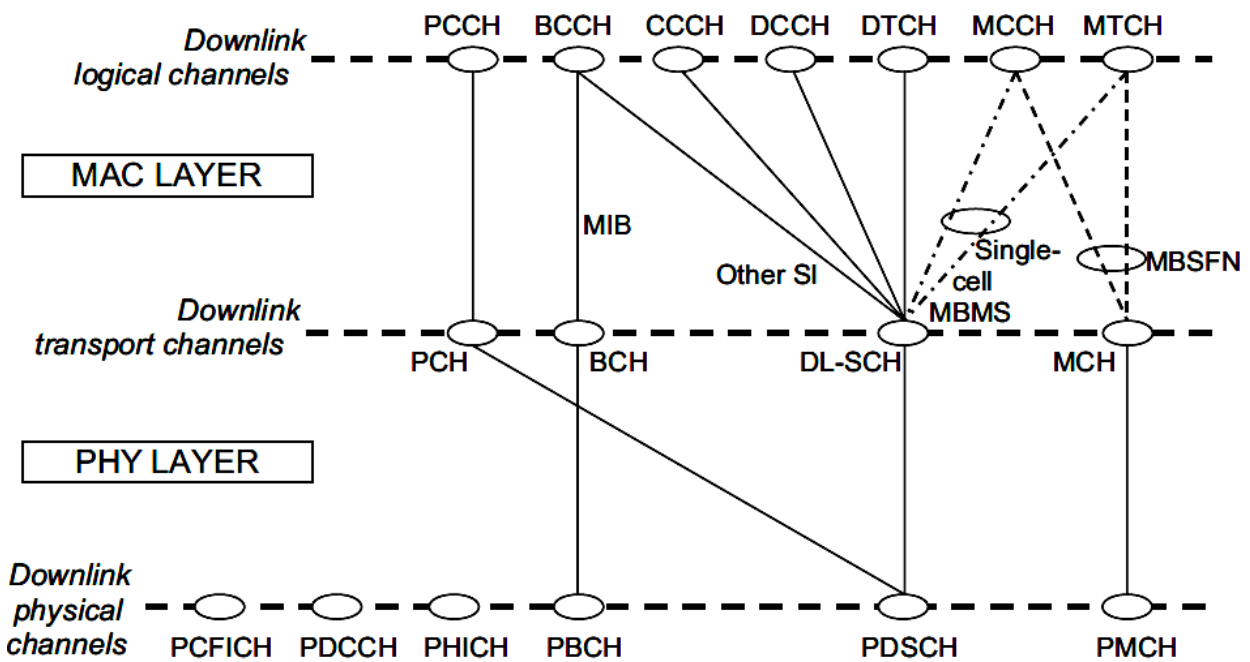 PCCH BCCH CCCH DCCH DTCH MCCH MTCH
Downlink
logical channels
MAC LAYER
MIB
Other SI
Single-
cell
MBMS
MBSFN
Downlink
transport channels
PCH BCH DL-SCH MCH
PHY LAYER
Downlink
physical
channels
PCFICH PDCCH PHICH PBCH PDSCH PMCH